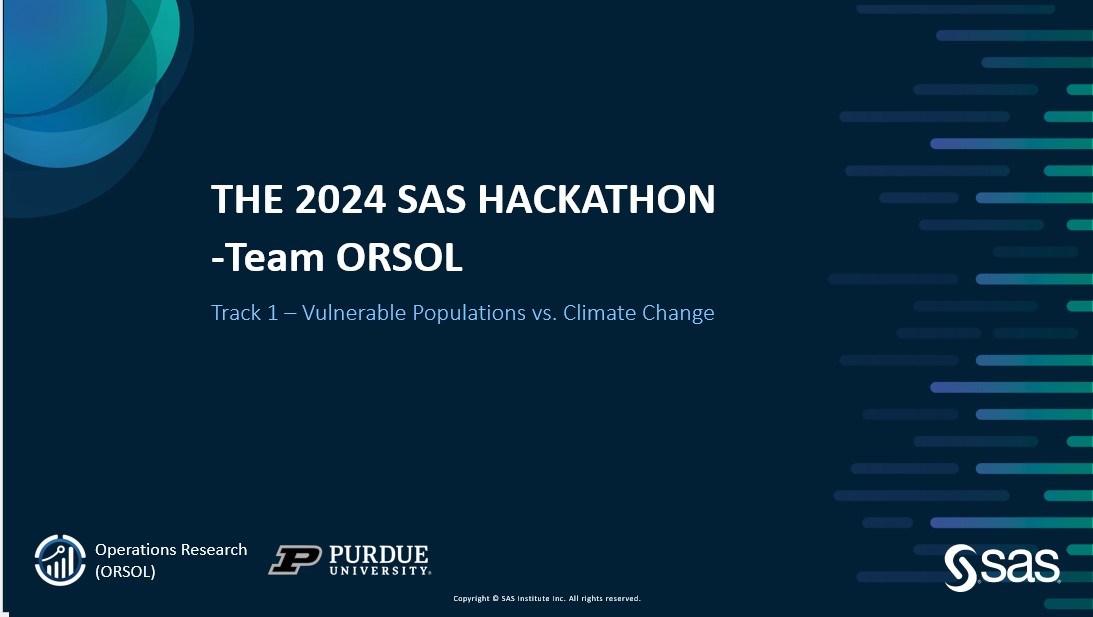 THE 2024 SAS HACKATHON
-Team ORSOL
Track 1 – Vulnerable Populations vs. Climate Change
Operations Research
(ORSOL)
P PURDUE
UNIVERSITY®
sas®
Copyright © SAS Institute Inc. All rights reserved.